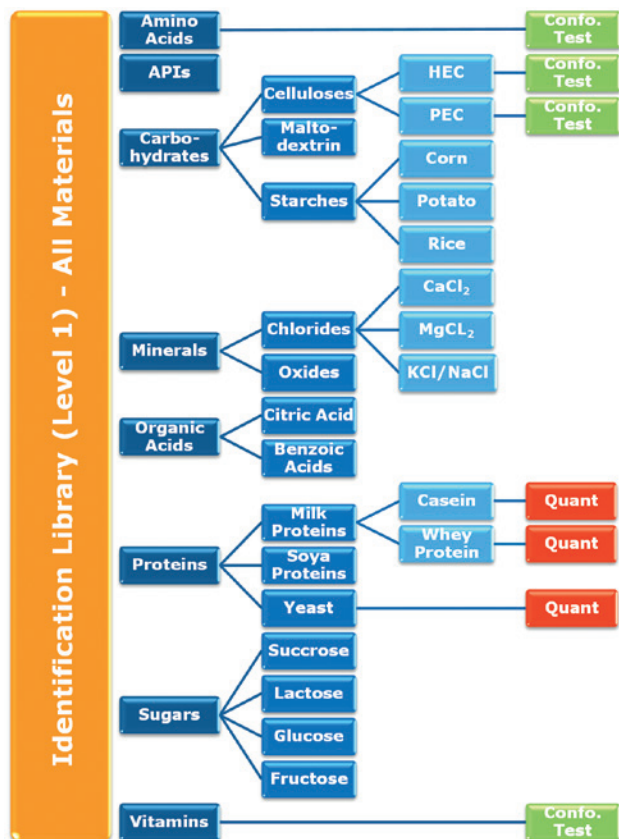 Identification Library (Level 1) - All Materials
Amino
Acids
Confo.
Test
APIs
Carbo-
hydrates
Celluloses
HEC
Confo.
Test
PEC
Confo.
Test
Malto-
dextrin
Starches
Corn
Potato
Rice
Minerals
Chlorides
CaCl₂
MgCL₂
KCl/NaCl
Oxides
Organic
Acids
Citric Acid
Benzoic
Acids
Proteins
Milk
Proteins
Casein
Quant
Whey
Protein
Quant
Soya
Proteins
Yeast
Quant
Sugars
Succrose
Lactose
Glucose
Fructose
Vitamins
Confo.
Test